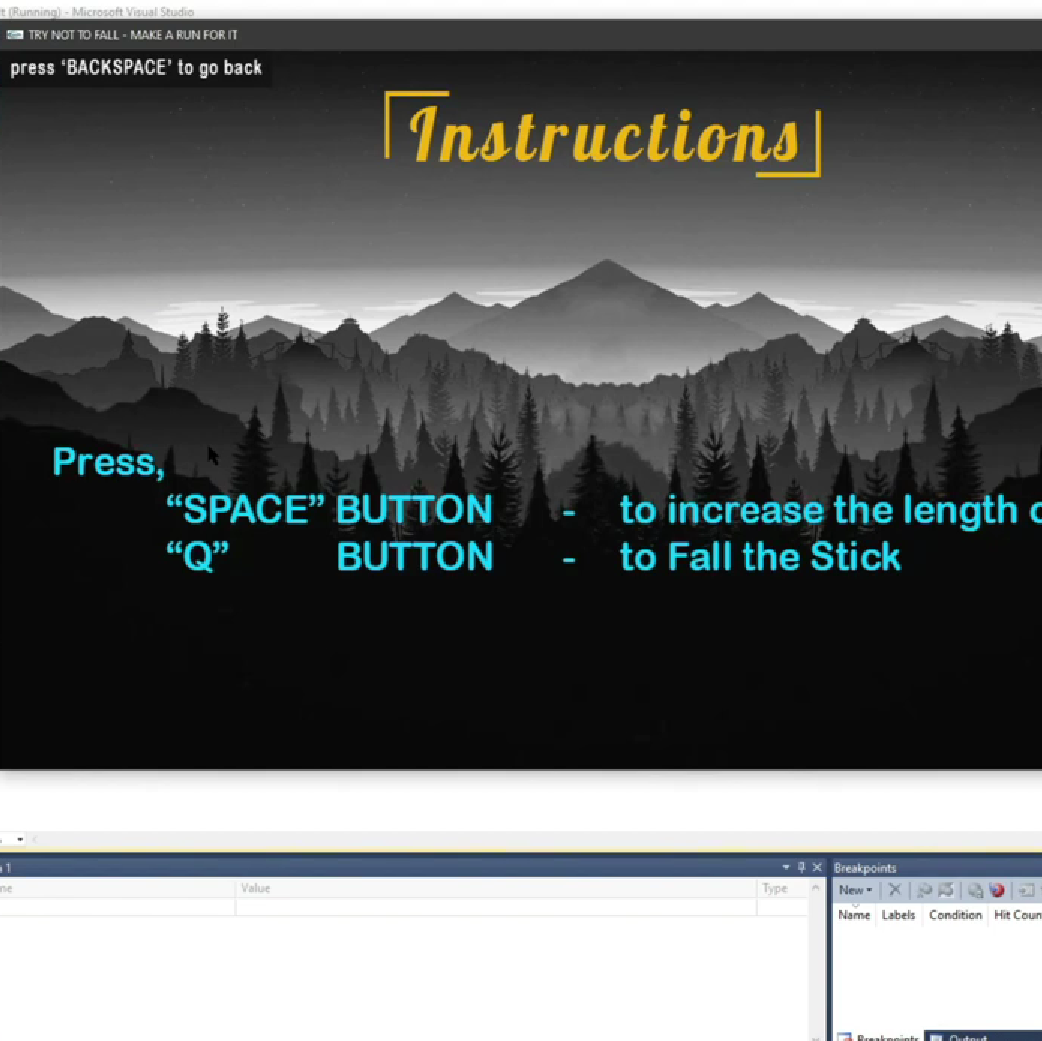 (Running) - Microsoft Visual Studio
TRY NOT TO FALL - MAKE A RUN FOR IT
press ‘BACKSPACE’ to go back
Instructions
Press,
“SPACE” BUTTON - to increase the length
“Q” BUTTON - to Fall the Stick
1
Value
Type
Breakpoints
New
Name Labels Condition Hit Coun
Breakpoints Output